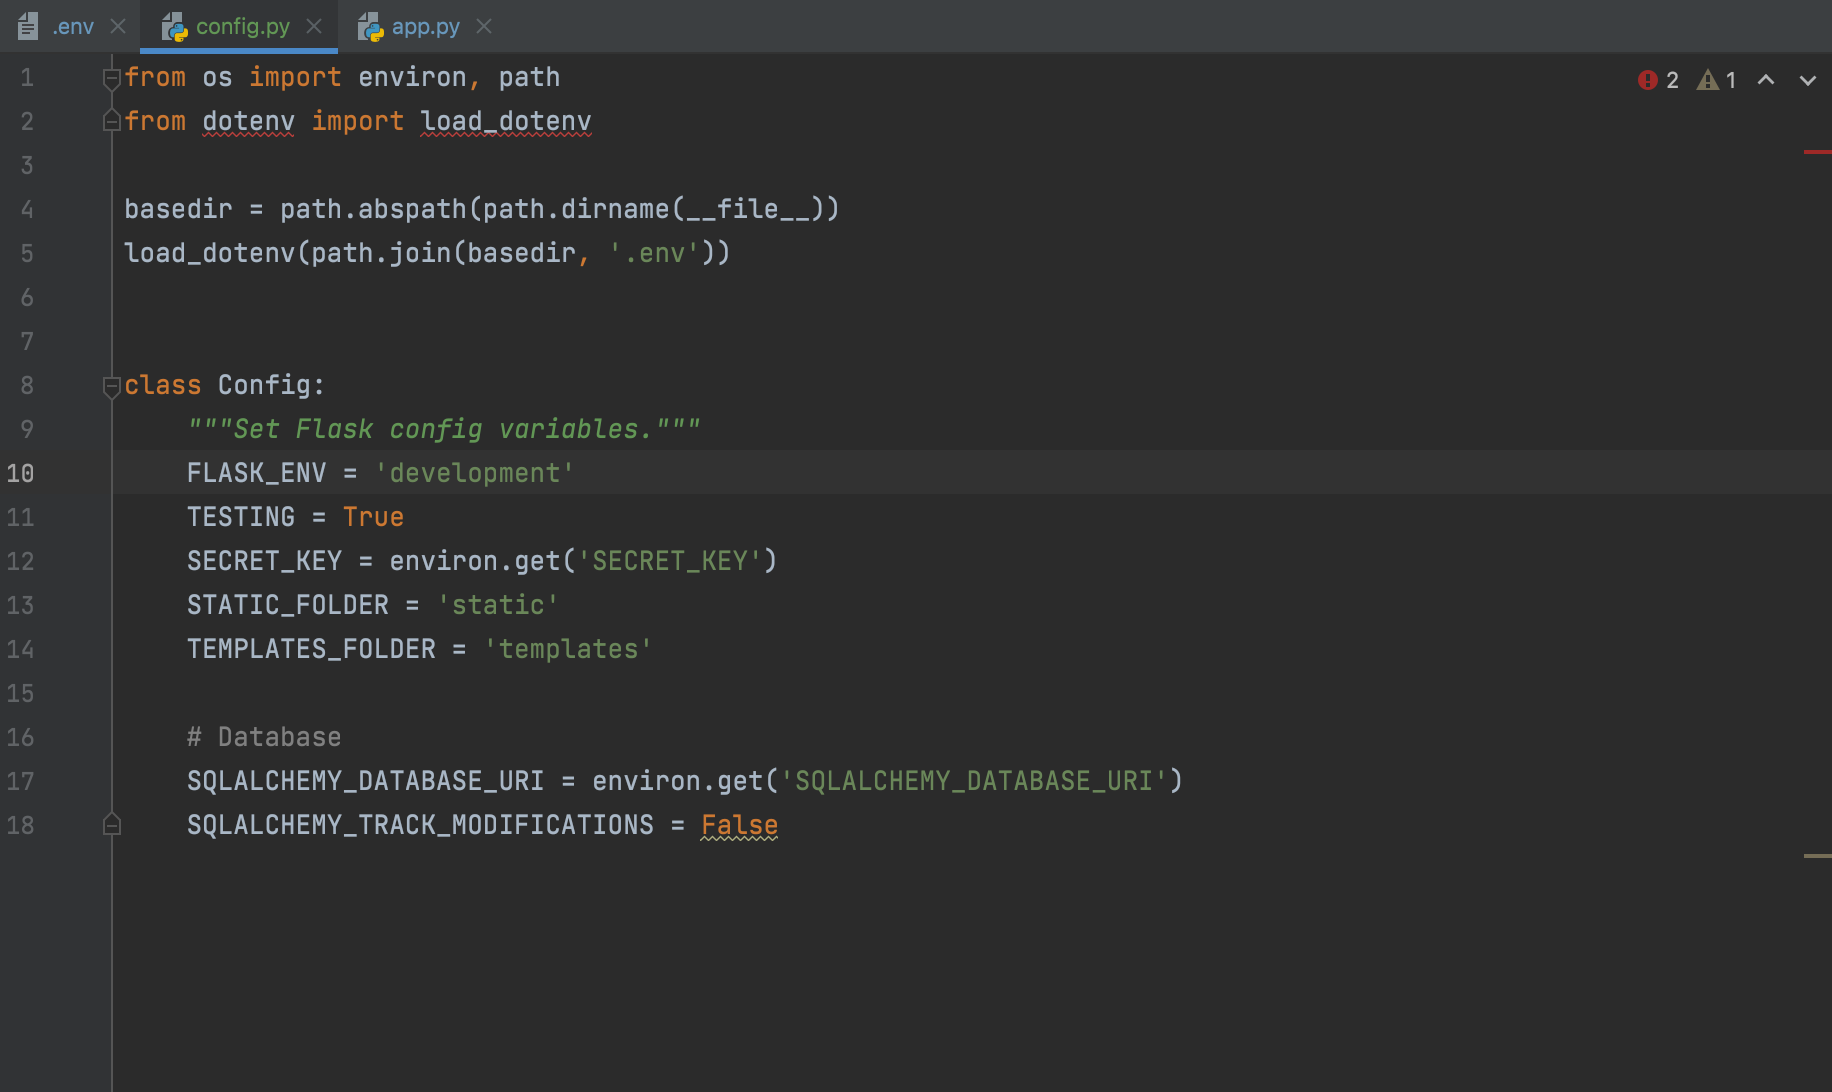 .env
config.py
app.py
2
1
1 from os import environ, path
2 from dotenv import load_dotenv
3
4 basedir = path.abspath(path.dirname(__file__))
5 load_dotenv(path.join(basedir, '.env'))
6
7
8 class Config:
9     """Set Flask config variables."""
10     FLASK_ENV = 'development'
11     TESTING = True
12     SECRET_KEY = environ.get('SECRET_KEY')
13     STATIC_FOLDER = 'static'
14     TEMPLATES_FOLDER = 'templates'
15
16     # Database
17     SQLALCHEMY_DATABASE_URI = environ.get('SQLALCHEMY_DATABASE_URI')
18     SQLALCHEMY_TRACK_MODIFICATIONS = False